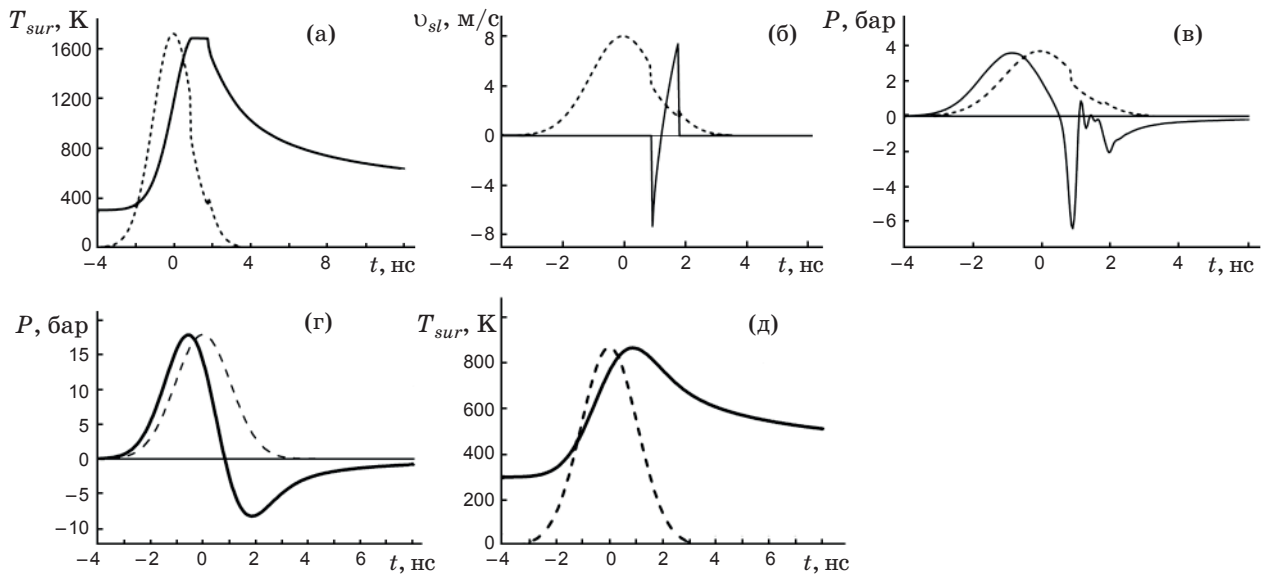 T_sur, К (а)
1600
1200
800
400
0
−4 0 4 8 t, нс
υ_sl, м/с (б)
8
4
0
−4
−8
−4 −2 0 2 4 t, нс
P, бар (в)
4
2
0
−2
−4
−6
−4 −2 0 2 4 t, нс
P, бар (г)
15
10
5
0
−5
−10
−4 −2 0 2 4 6 t, нс
T_sur, К (д)
800
600
400
200
0
−4 −2 0 2 4 6 t, нс